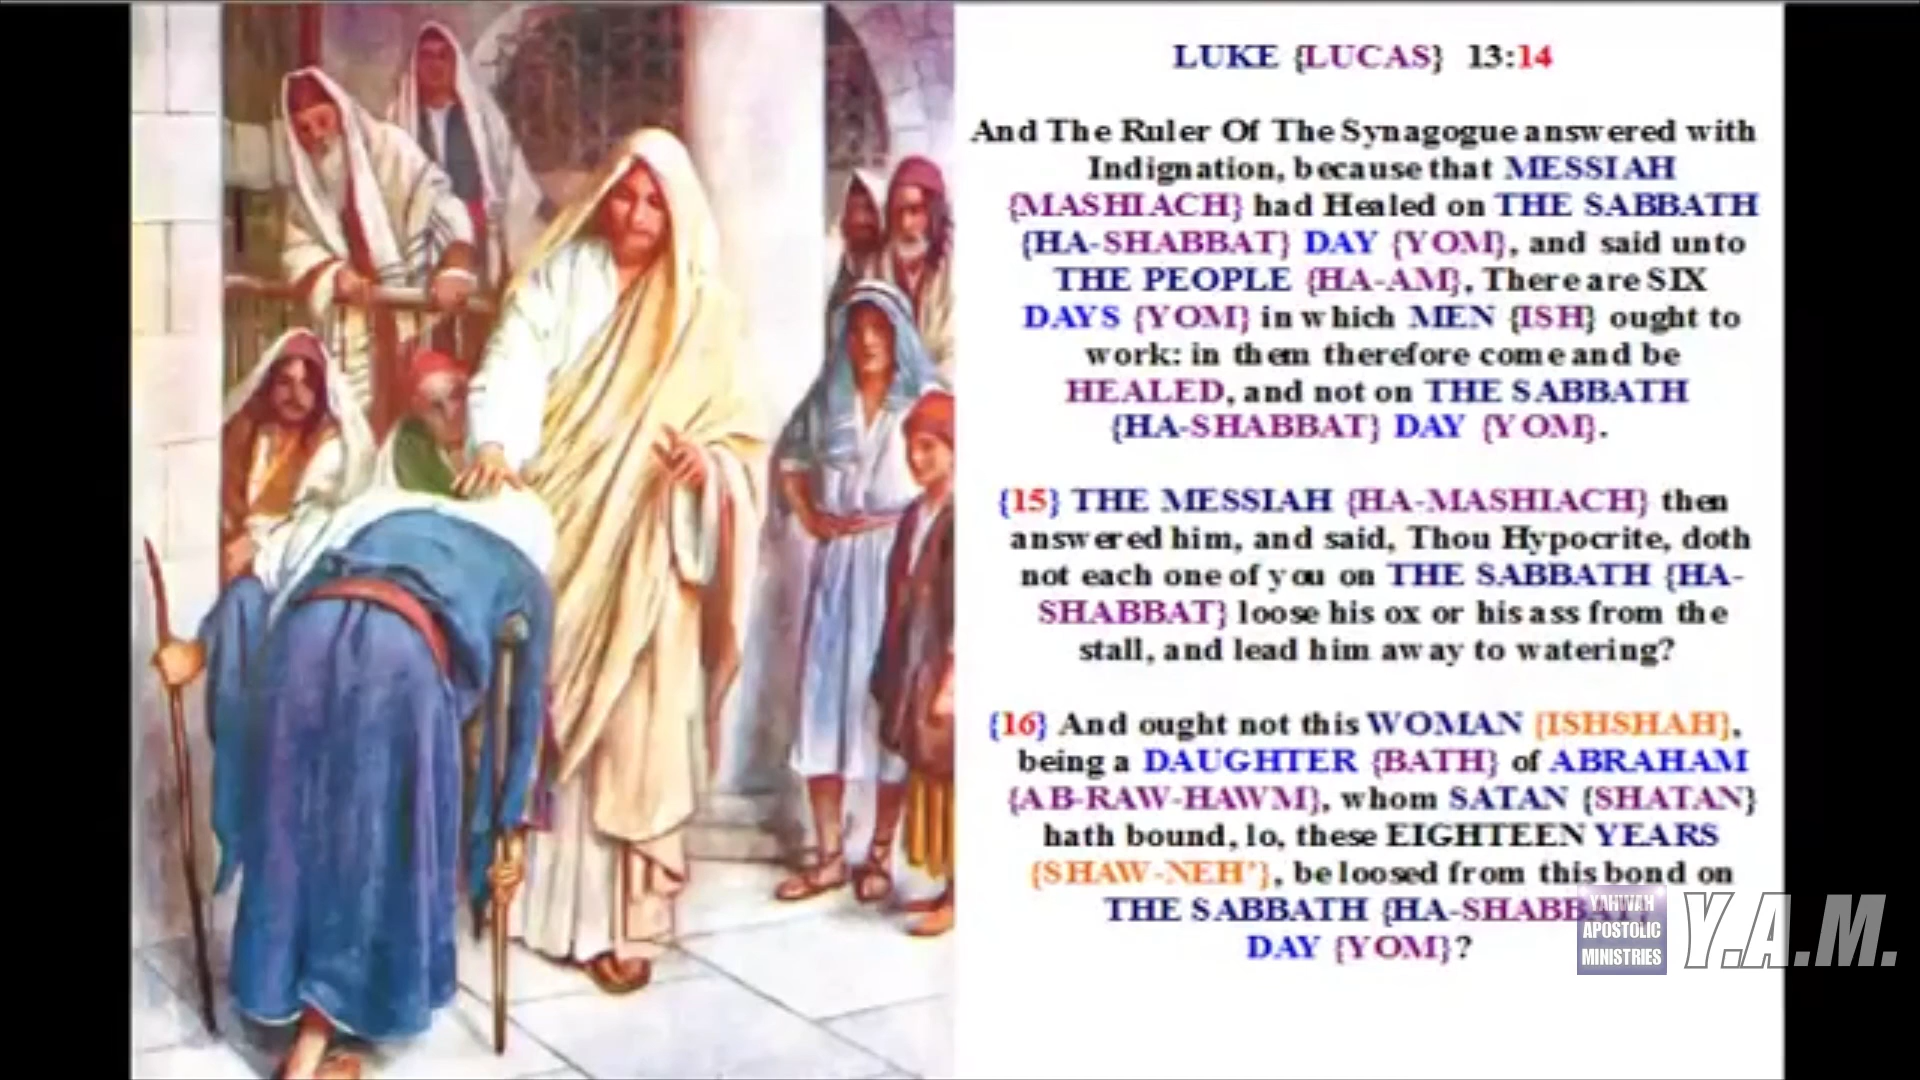 LUKE {LUCAS} 13:14
And The Ruler Of The Synagogue answered with
Indignation, because that MESSIAH
{MASHIACH} had Healed on THE SABBATH
{HA-SHABBAT} DAY {YOM}, and said unto
THE PEOPLE {HA-AM}, There are SIX
DAYS {YOM} in which MEN {ISH} ought to
work: in them therefore come and be
HEALED, and not on THE SABBATH
{HA-SHABBAT} DAY {YOM}.
{15} THE MESSIAH {HA-MASHIACH} then
answered him, and said, Thou Hypocrite, doth
not each one of you on THE SABBATH {HA-
SHABBAT} loose his ox or his ass from the
stall, and lead him away to watering?
{16} And ought not this WOMAN {ISHSHAH},
being a DAUGHTER {BATH} of ABRAHAM
{AB-RAW-HAWM}, whom SATAN {SHATAN}
hath bound, lo, these EIGHTEEN YEARS
{SHAW-NEH'}, be loosed from this bond on
THE SABBATH {HA-SHABBAT}
DAY {YOM}?
YAHWAH
APOSTOLIC
MINISTRIES
Y.A.M.